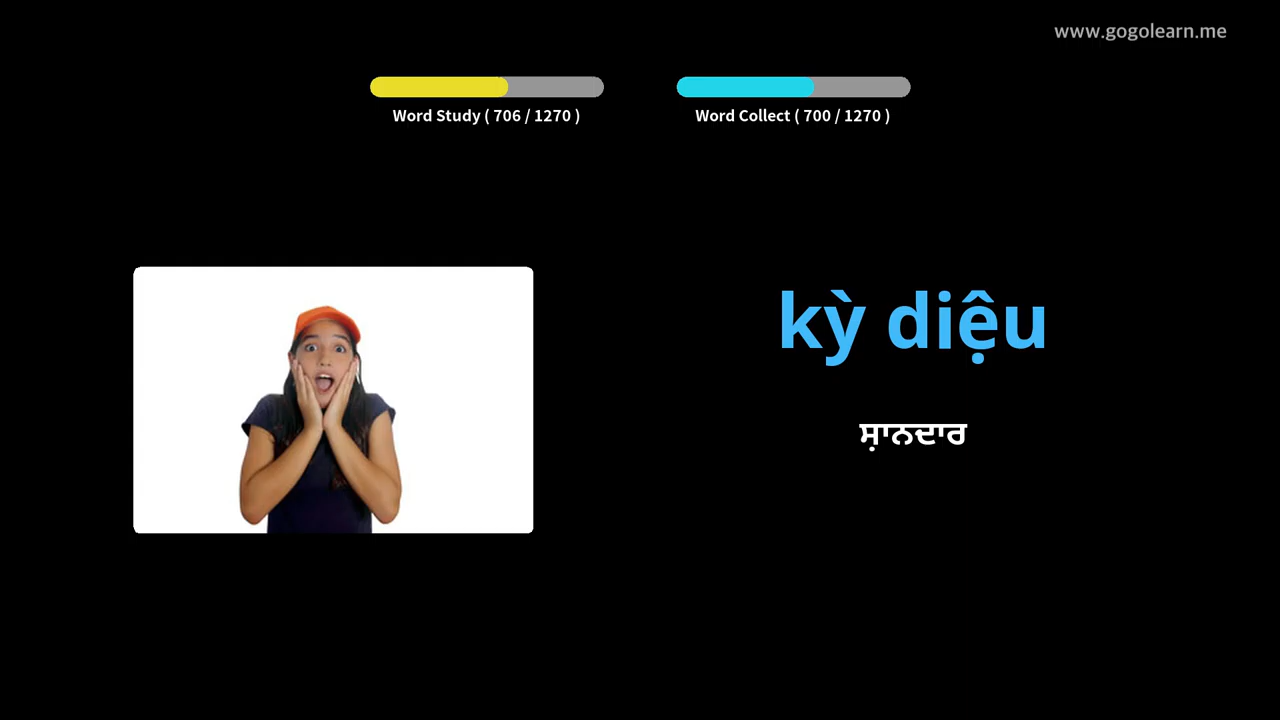 www.gogolearn.me
Word Study ( 706 / 1270 )
Word Collect ( 700 / 1270 )
kỳ diệu
ਸ਼ਾਨਦਾਰ